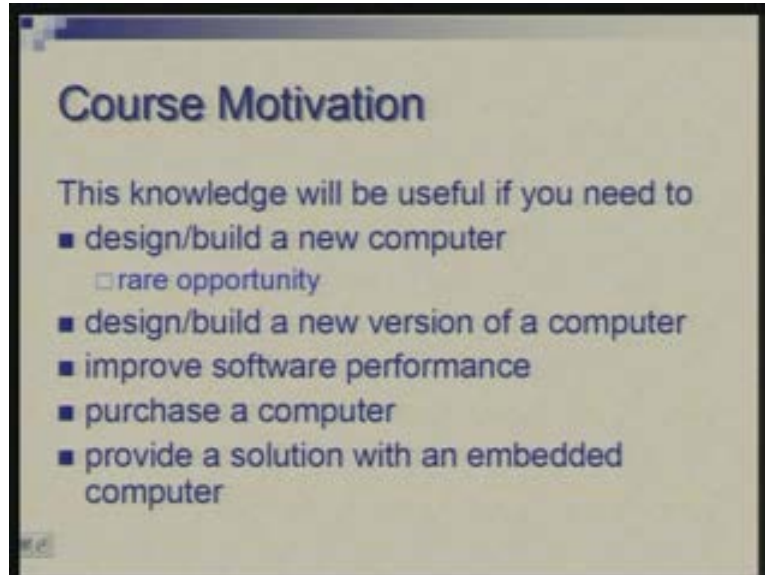 Course Motivation
This knowledge will be useful if you need to
design/build a new computer
rare opportunity
design/build a new version of a computer
improve software performance
purchase a computer
provide a solution with an embedded
computer